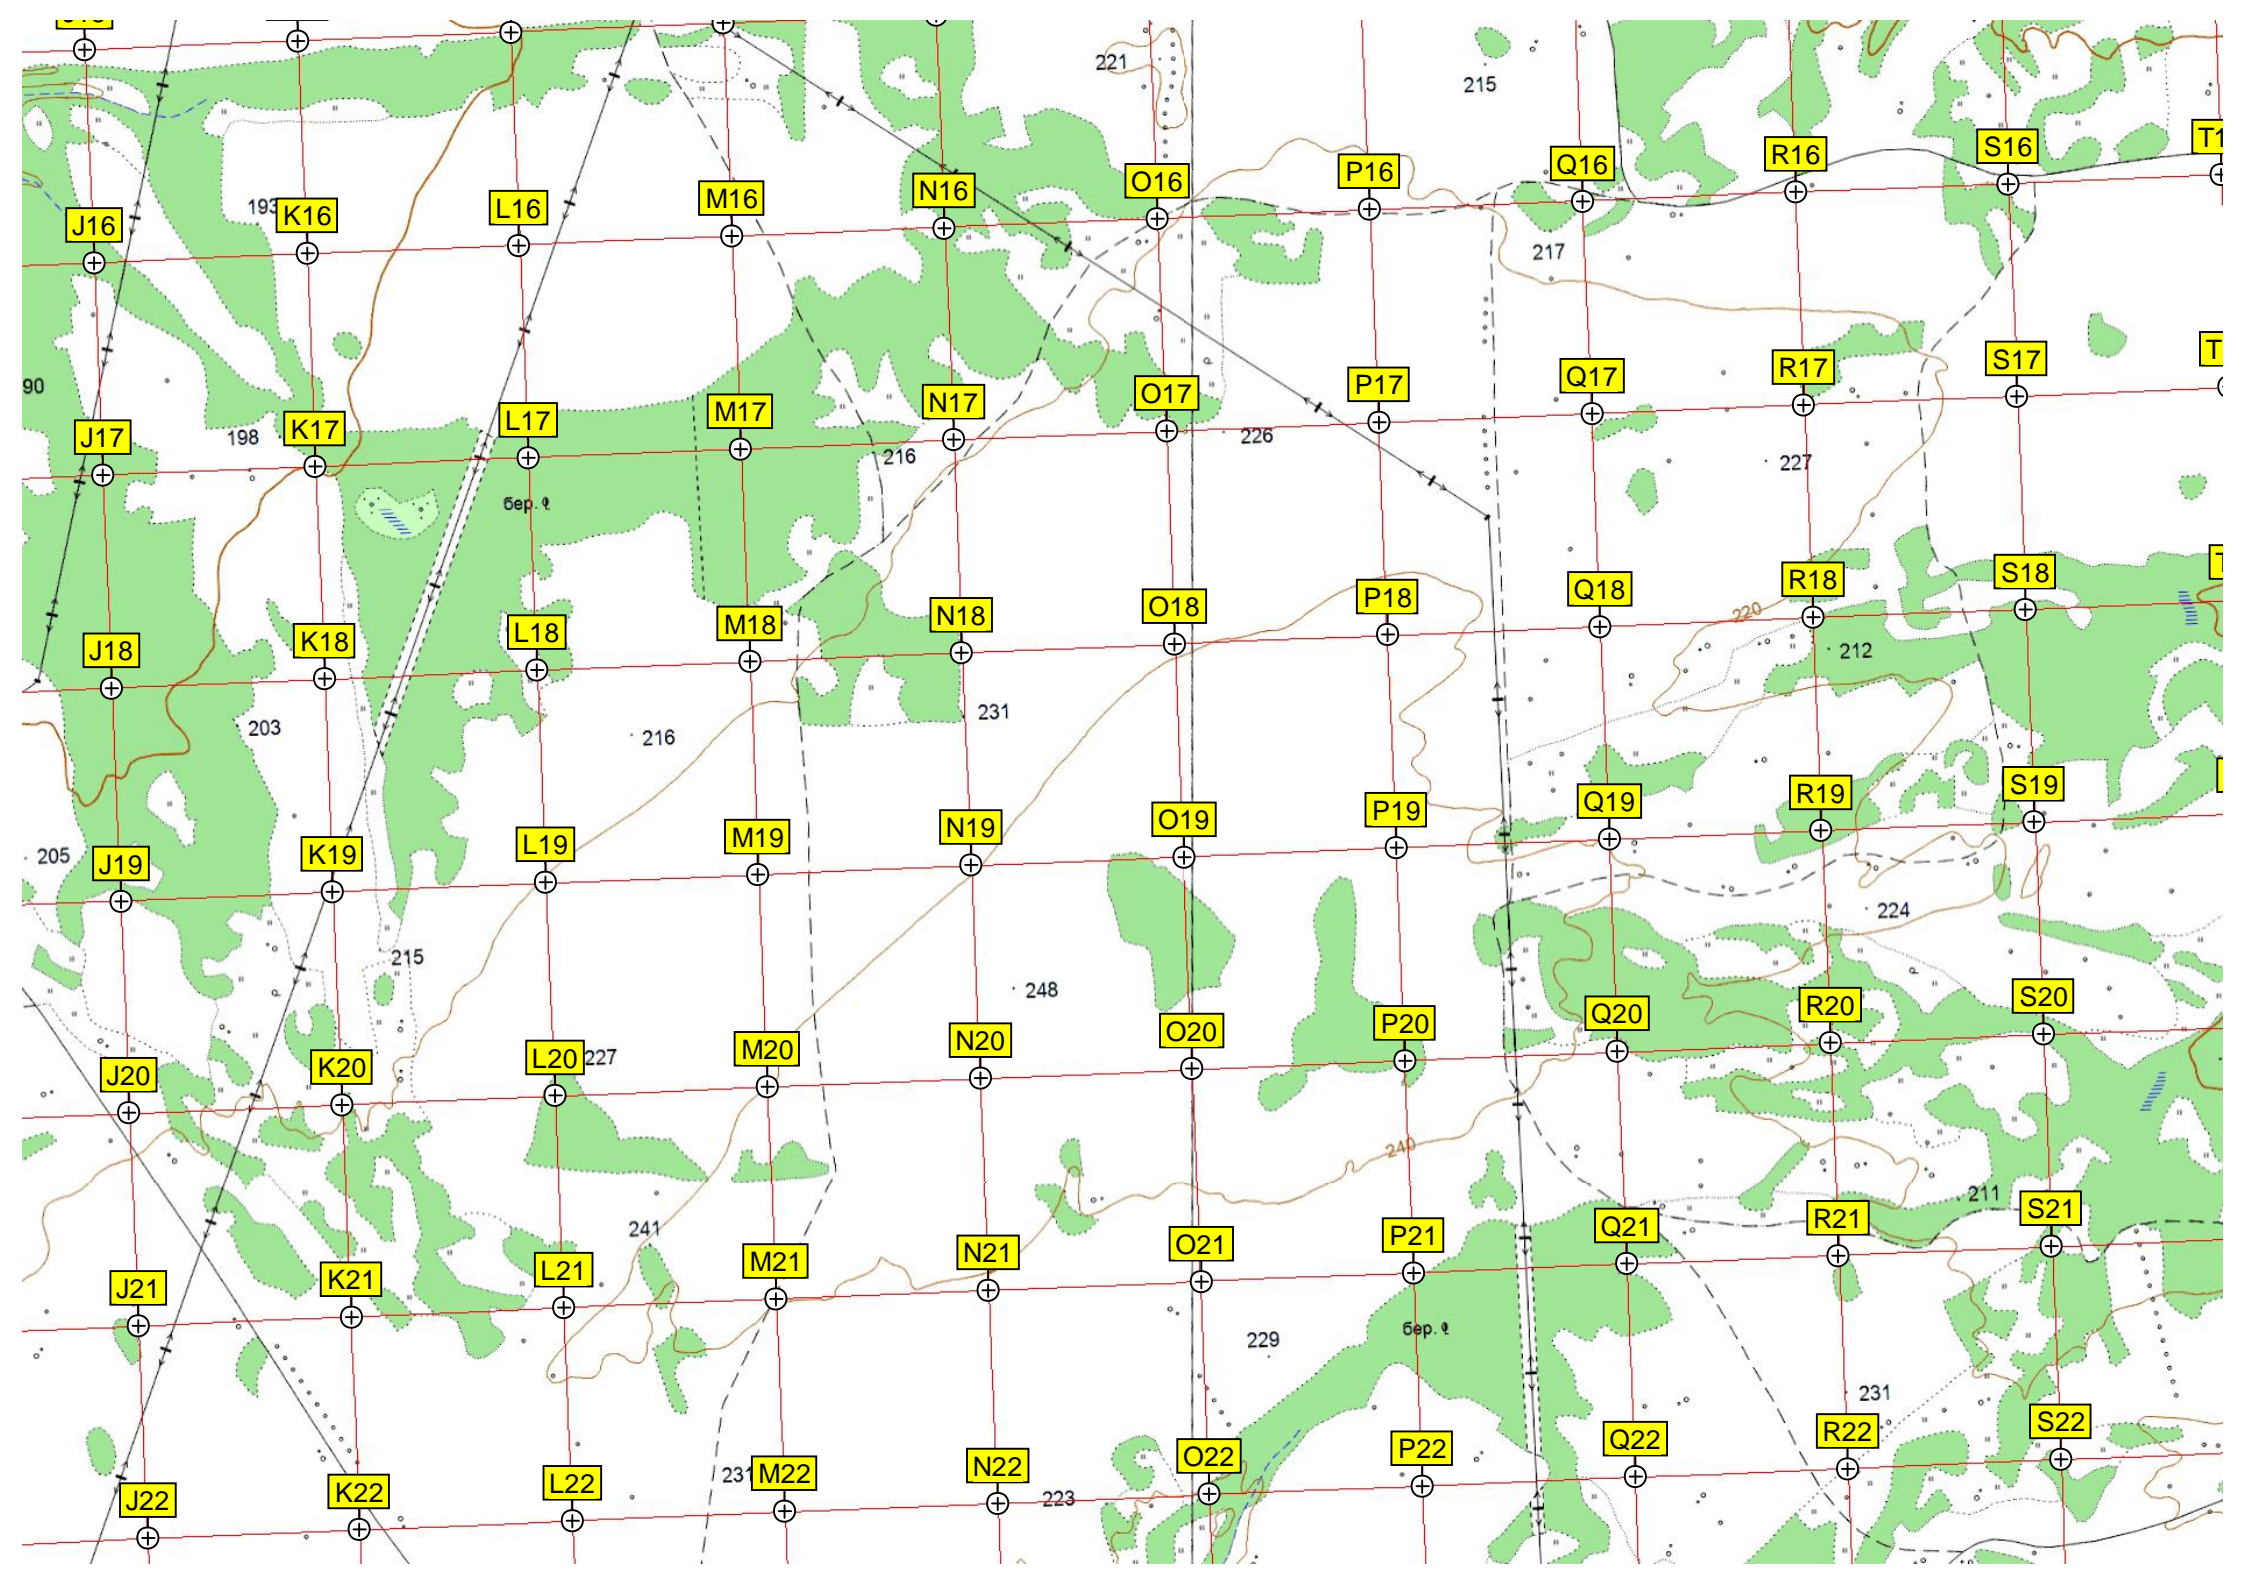 221
215
J16
193
K16
L16
M16
N16
O16
P16
Q16
R16
S16
217
90
J17
198
K17
L17
M17
N17
O17
P17
Q17
R17
S17
216
226
227
бер.
J18
K18
L18
M18
N18
O18
P18
Q18
220
R18
S18
212
203
216
231
205
J19
K19
L19
M19
N19
O19
P19
Q19
R19
S19
224
215
248
J20
K20
L20
227
M20
N20
O20
P20
Q20
R20
S20
240
241
211
J21
K21
L21
M21
N21
O21
P21
Q21
R21
S21
229
бер.
231
J22
K22
L22
231
M22
N22
223
O22
P22
Q22
R22
S22